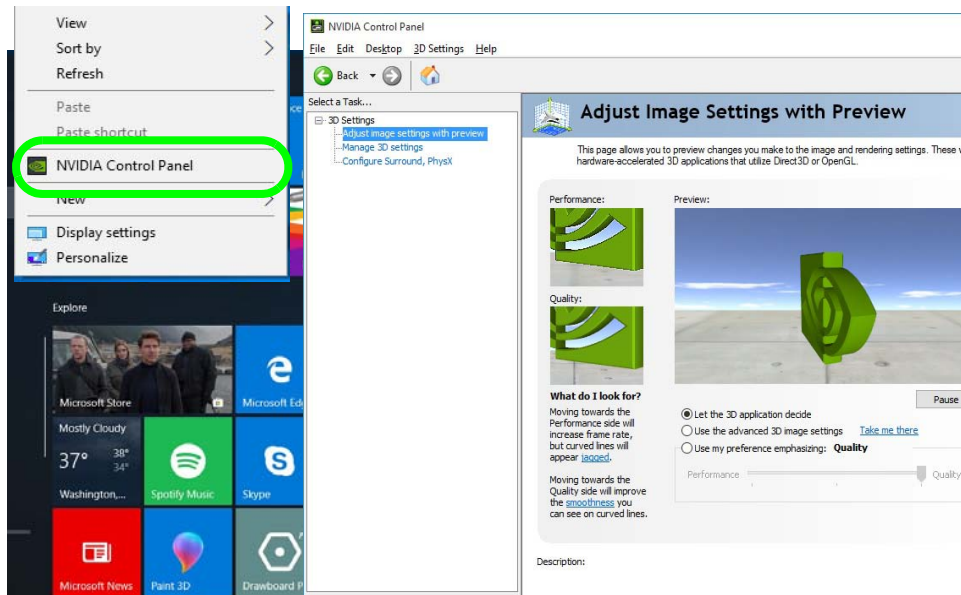 View
Sort by
Refresh
Paste
Paste shortcut
NVIDIA Control Panel
New
Display settings
Personalize
Explore
Microsoft Store
Microsoft
Mostly Cloudy
37° 38°
34°
Washington,...
Spotify Music
Skype
Microsoft News
Paint 3D
Drawboard
NVIDIA Control Panel
File Edit Desktop 3D Settings Help
Back
Select a Task...
3D Settings
Adjust image settings with preview
Manage 3D settings
Configure Surround, PhysX
Adjust Image Settings with Preview
This page allows you to preview changes you make to the image and rendering settings. These
hardware-accelerated 3D applications that utilize Direct3D or OpenGL.
Performance:
Preview:
Quality:
What do I look for?
Moving towards the
Performance side will
increase frame rate,
but curved lines will
appear jagged.
Moving towards the
Quality side will improve
the smoothness you
can see on curved lines.
Pause
Let the 3D application decide
Use the advanced 3D image settings Take me there
Use my preference emphasizing: Quality
Performance Quality
Description: